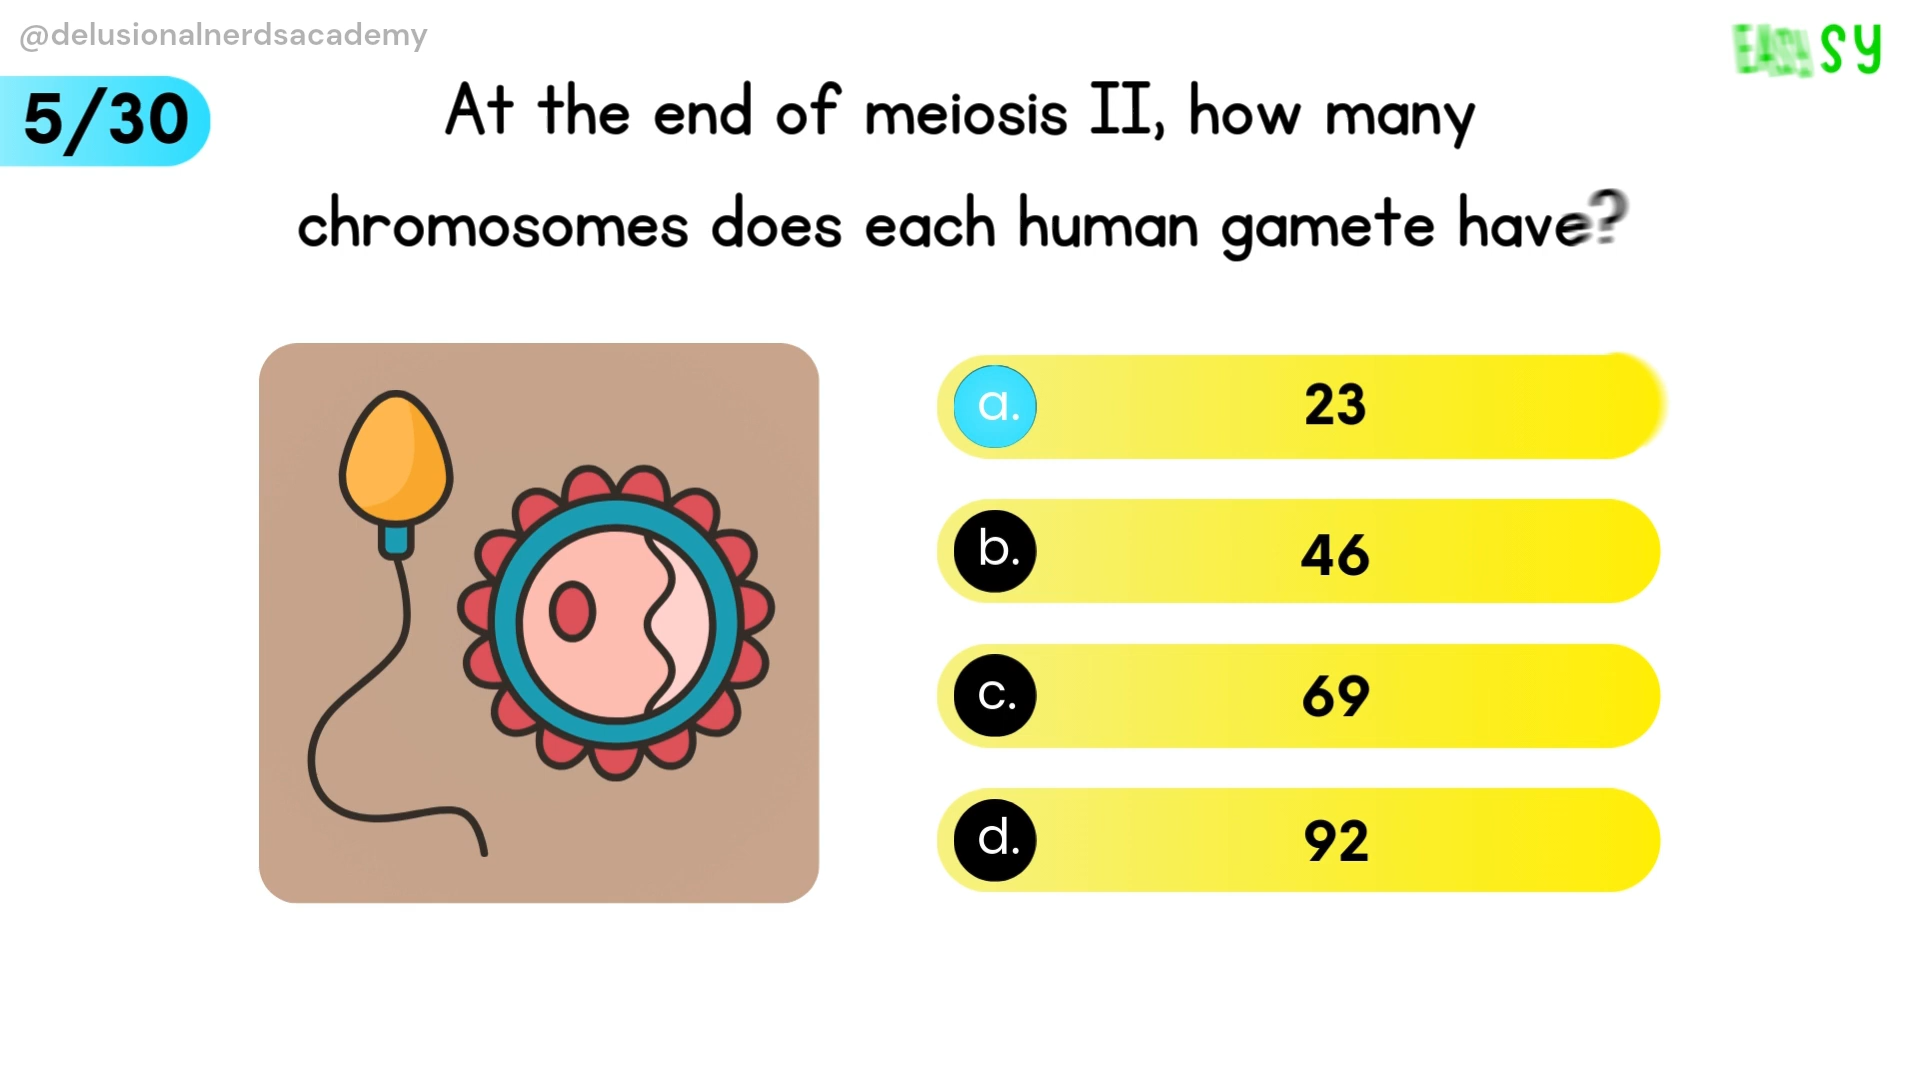 @delusionalnerdsacademy
5/30
At the end of meiosis II, how many
chromosomes does each human gamete have?
a. 23
b. 46
c. 69
d. 92